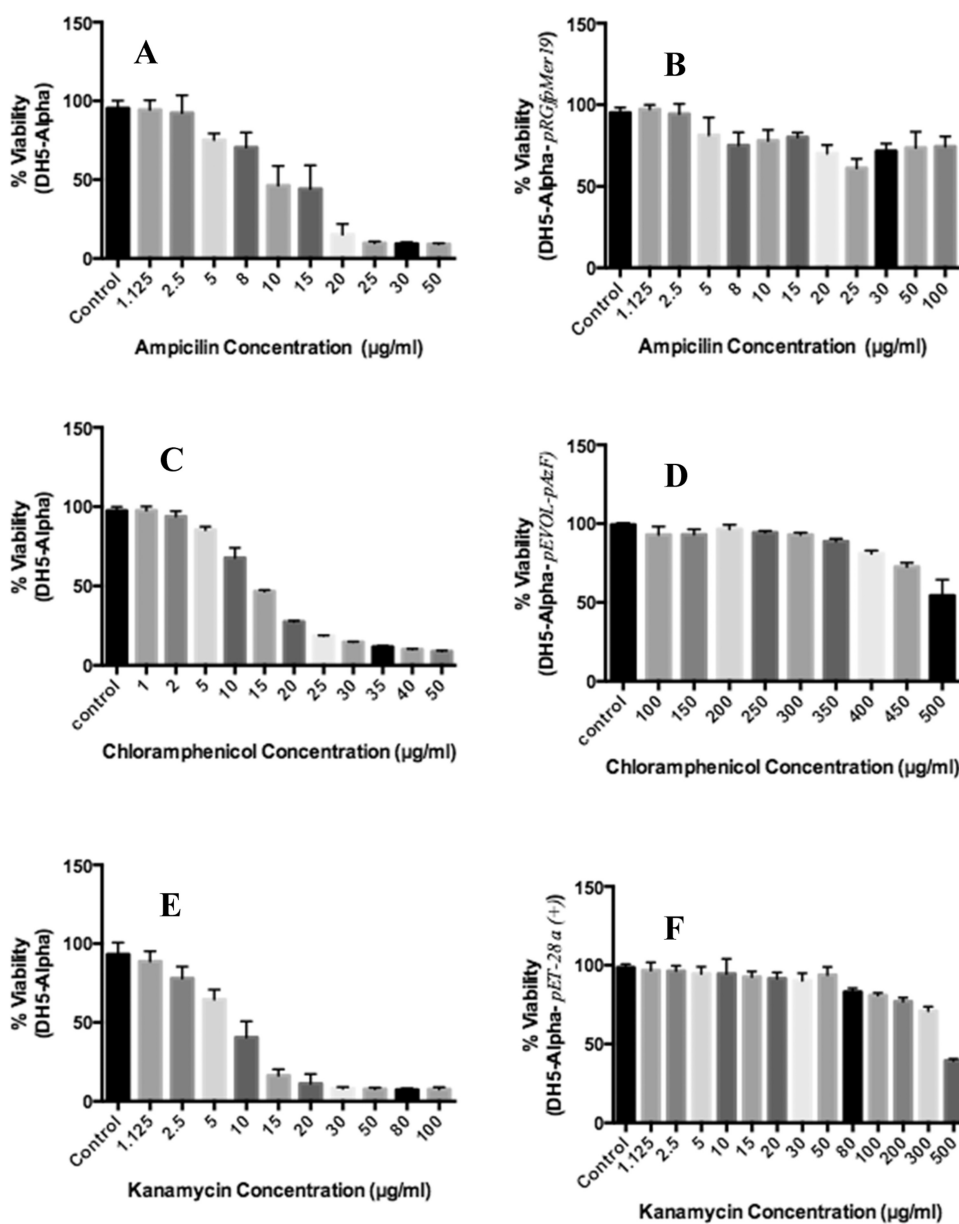 A
% Viability
(DH5-Alpha)
150
100
50
0
Control
1.125
2.5
5
8
10
15
20
25
30
50
Ampicilin Concentration (µg/ml)
B
% Viability
(DH5-Alpha- pRGfpMer19)
150
100
50
0
Control
1.125
2.5
5
8
10
15
20
25
30
50
100
Ampicilin Concentration (µg/ml)
C
% Viability
(DH5-Alpha)
150
100
50
0
control
1
2
5
10
15
20
25
30
35
40
50
Chloramphenicol Concentration (µg/ml)
D
% Viability
(DH5-Alpha- pEVOL-pAzF)
150
100
50
0
control
100
150
200
250
300
350
400
450
500
Chloramphenicol Concentration (µg/ml)
E
% Viability
(DH5-Alpha)
150
100
50
0
Control
1.125
2.5
5
10
15
20
30
50
80
100
Kanamycin Concentration (µg/ml)
F
% Viability
(DH5-Alpha- pET-28 a (+)
150
100
50
0
Control
1.125
2.5
5
10
15
20
30
50
80
100
200
300
500
Kanamycin Concentration (µg/ml)